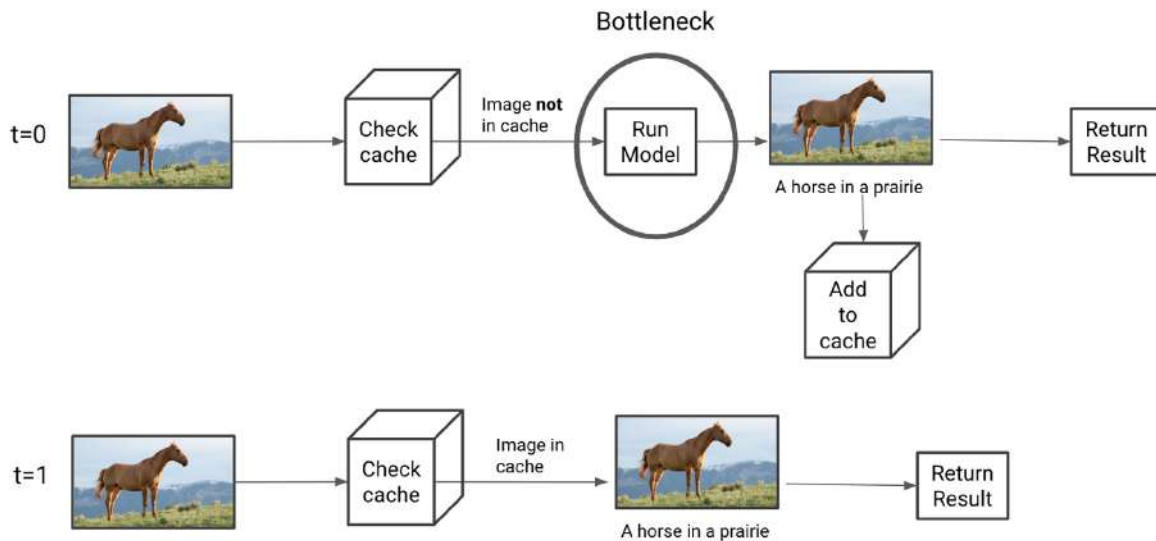 Bottleneck
t=0
Check
cache
Image not
in cache
Run
Model
A horse in a prairie
Return
Result
Add
to
cache
t=1
Check
cache
Image in
cache
A horse in a prairie
Return
Result